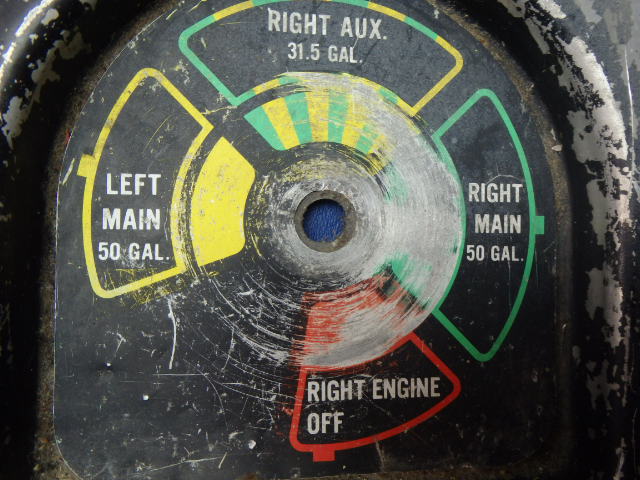 RIGHT AUX.
31.5 GAL.
LEFT
MAIN
50 GAL.
RIGHT
MAIN
50 GAL.
RIGHT ENGINE
OFF